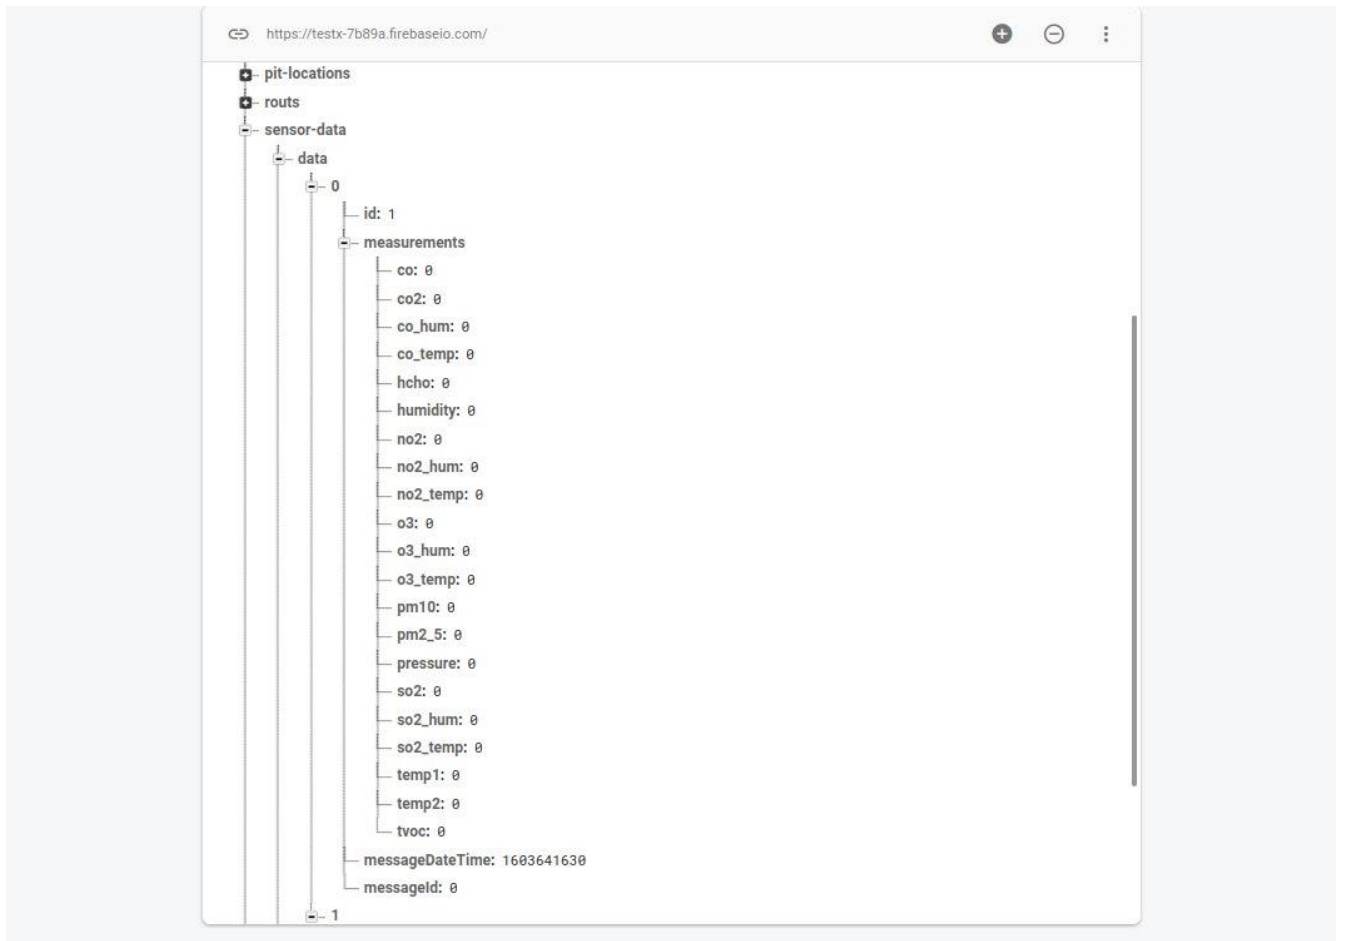 https://testx-7b89a.firebaseio.com/
pit-locations
routs
sensor-data
data
0
id: 1
measurements
co: 0
co2: 0
co_hum: 0
co_temp: 0
hcho: 0
humidity: 0
no2: 0
no2_hum: 0
no2_temp: 0
o3: 0
o3_hum: 0
o3_temp: 0
pm10: 0
pm2_5: 0
pressure: 0
so2: 0
so2_hum: 0
so2_temp: 0
temp1: 0
temp2: 0
tvoc: 0
messageDateTime: 1603641630
messageId: 0
1